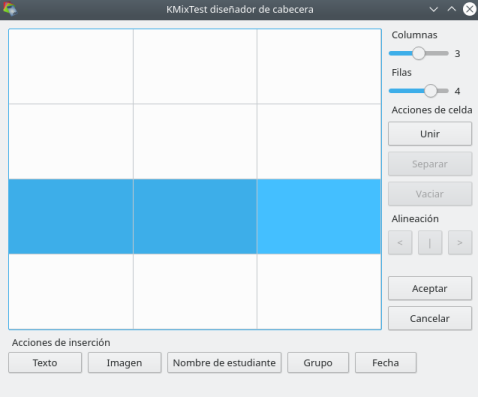 KMixTest diseñador de cabecera
Columnas
3
Filas
4
Acciones de celda
Unir
Separar
Vaciar
Alineación
< | >
Aceptar
Cancelar
Acciones de inserción
Texto Imagen Nombre de estudiante Grupo Fecha